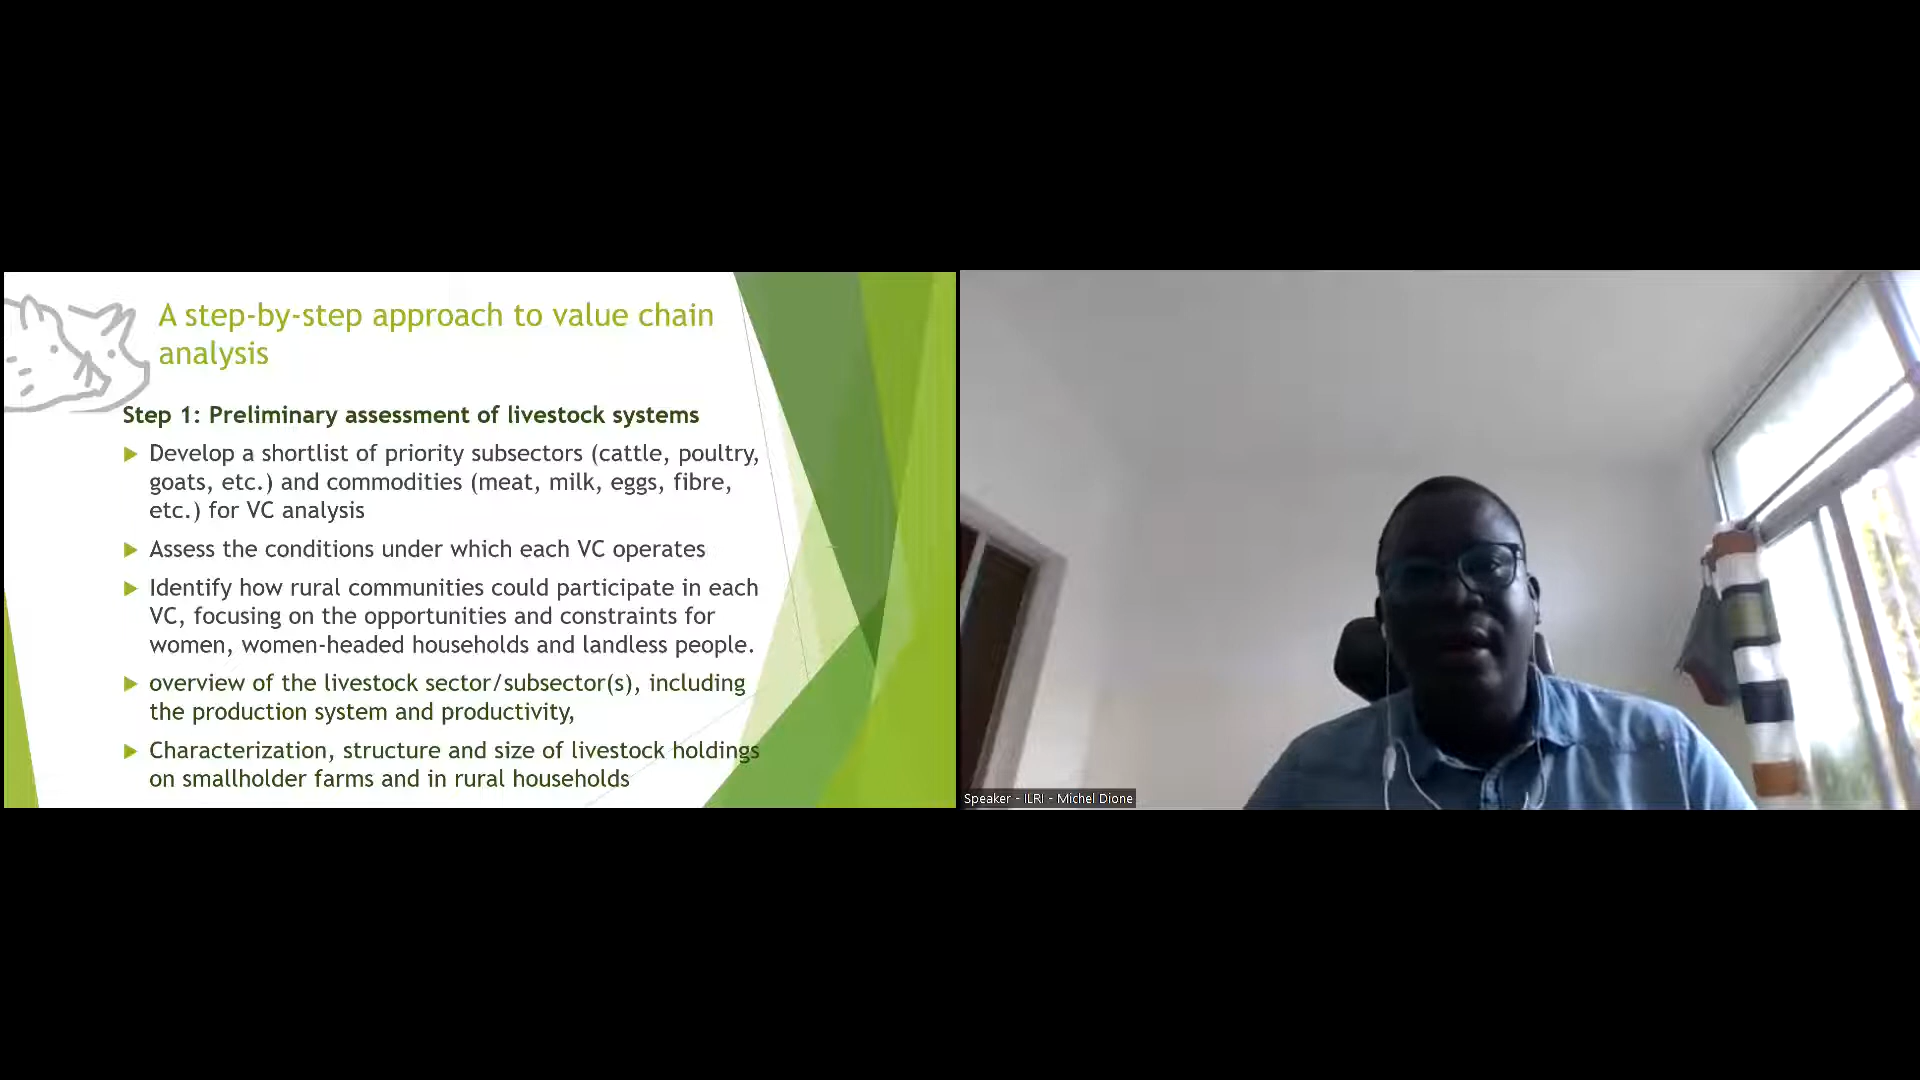 A step-by-step approach to value chain
analysis
Step 1: Preliminary assessment of livestock systems
Develop a shortlist of priority subsectors (cattle, poultry,
goats, etc.) and commodities (meat, milk, eggs, fibre,
etc.) for VC analysis
Assess the conditions under which each VC operates
Identify how rural communities could participate in each
VC, focusing on the opportunities and constraints for
women, women-headed households and landless people.
overview of the livestock sector/subsector(s), including
the production system and productivity,
Characterization, structure and size of livestock holdings
on smallholder farms and in rural households
Speaker - ILRI - Michel Dione